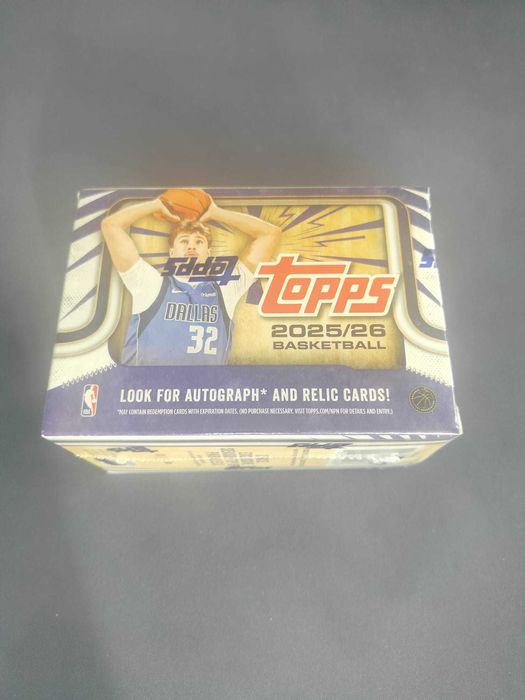 Topps
TOPPS
2025/26
BASKETBALL
DALLAS
32
LOOK FOR AUTOGRAPH* AND RELIC CARDS!
*MAY CONTAIN REDEMPTION CARDS WITH EXPIRATION DATES. (NO PURCHASE NECESSARY. VISIT TOPPS.COM/NPN FOR DETAILS AND ENTRY.)
NBA